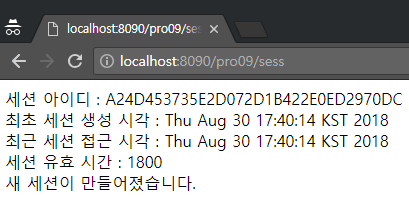 localhost:8090/pro09/ses
localhost:8090/pro09/sess
세션 아이디 : A24D453735E2D072D1B422E0ED2970DC
최초 세션 생성 시각 : Thu Aug 30 17:40:14 KST 2018
최근 세션 접근 시각 : Thu Aug 30 17:40:14 KST 2018
세션 유효 시간 : 1800
새 세션이 만들어졌습니다.